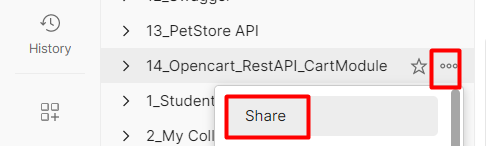 12_Swagger
History
13_PetStore API
14_Opencart_RestAPI_CartModule
1_Student
Share
2_My Coll